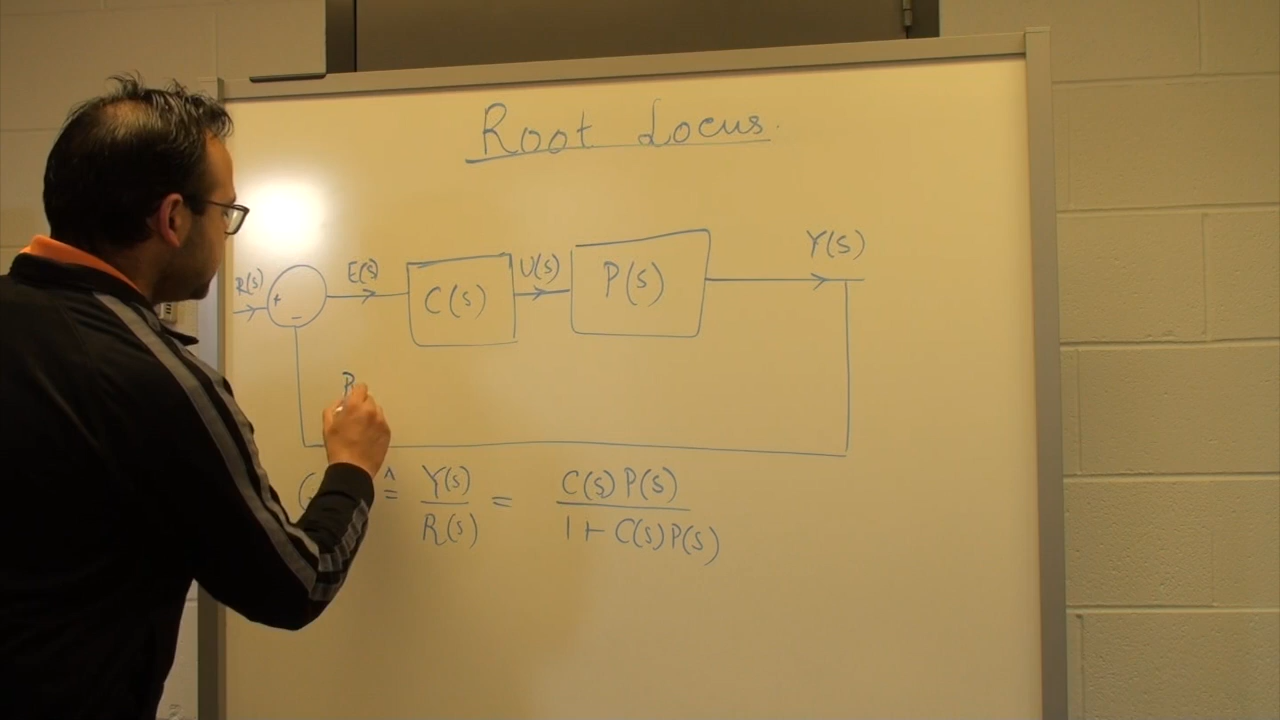 Root Locus.
R(s) + - E(s) C(s) U(s) P(s) Y(s)
P
≙ Y(s)/R(s) = C(s)P(s)/1 + C(s)P(s)